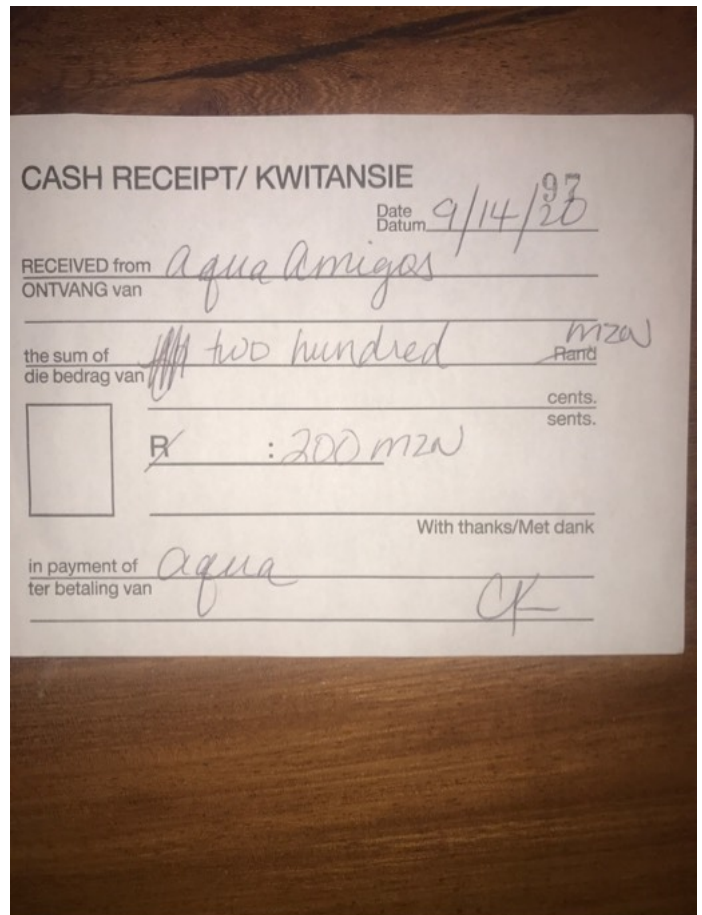 CASH RECEIPT/ KWITANSIE
97
Date 9/14/20
Datum
RECEIVED from Aqua Amigos
ONTVANG van
the sum of two hundred Rand MZN
die bedrag van
cents.
sents.
R : 200 MZN
With thanks/Met dank
in payment of aqua
ter betaling van
CK